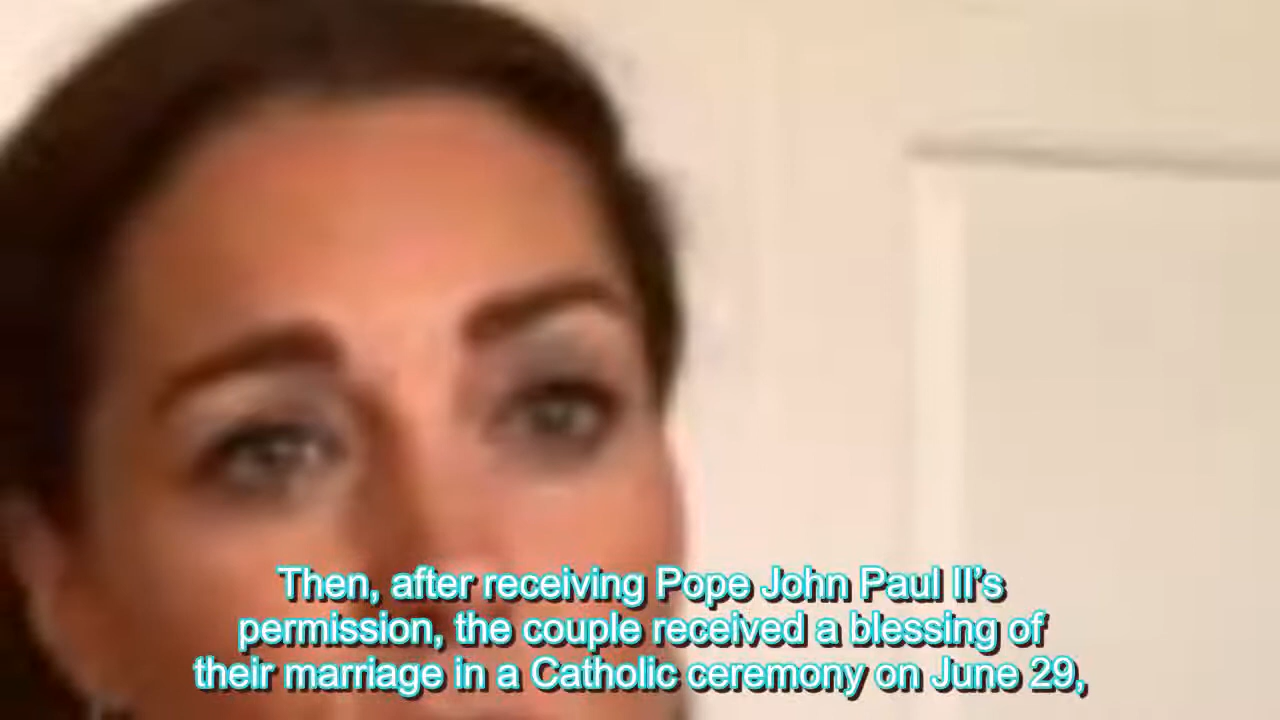 Then, after receiving Pope John Paul II's
permission, the couple received a blessing of
their marriage in a Catholic ceremony on June 29,